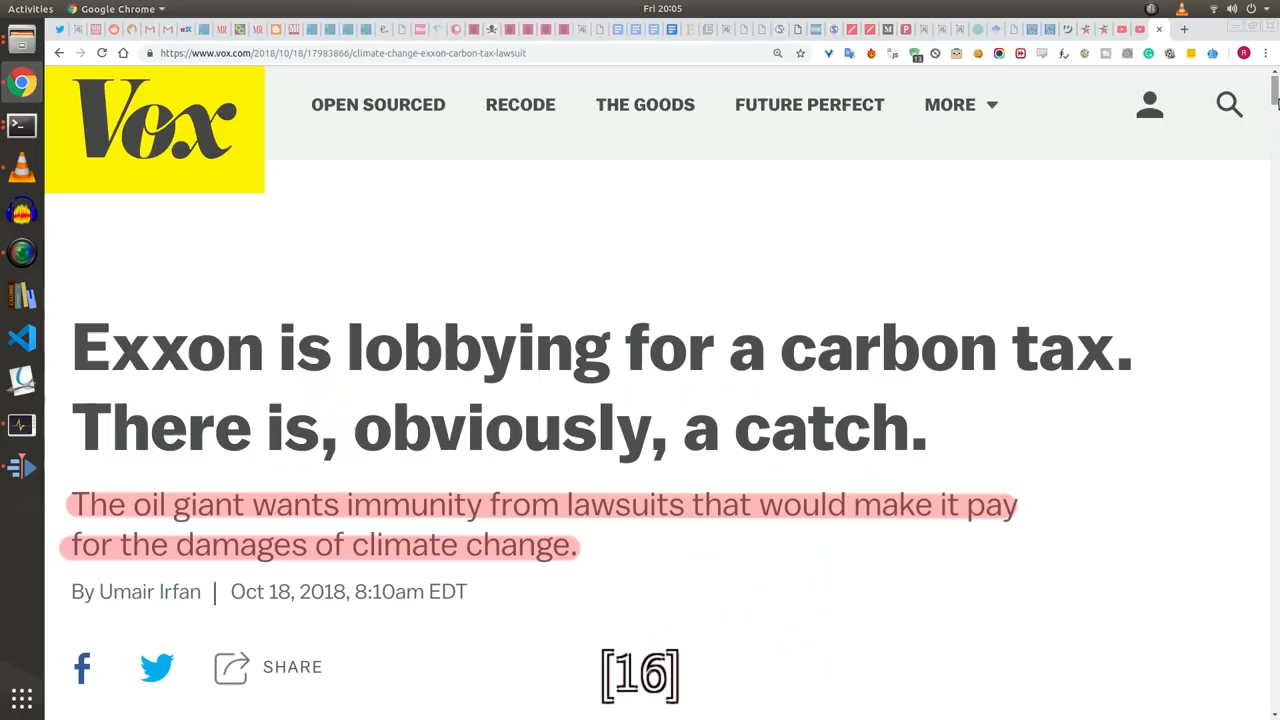 Activities Google Chrome Fri 20:05
https://www.vox.com/2018/10/18/17983866/climate-change-exxon-carbon-tax-lawsuit
Vox OPEN SOURCED RECODE THE GOODS FUTURE PERFECT MORE
Exxon is lobbying for a carbon tax.
There is, obviously, a catch.
The oil giant wants immunity from lawsuits that would make it pay
for the damages of climate change.
By Umair Irfan | Oct 18, 2018, 8:10am EDT
SHARE
[16]